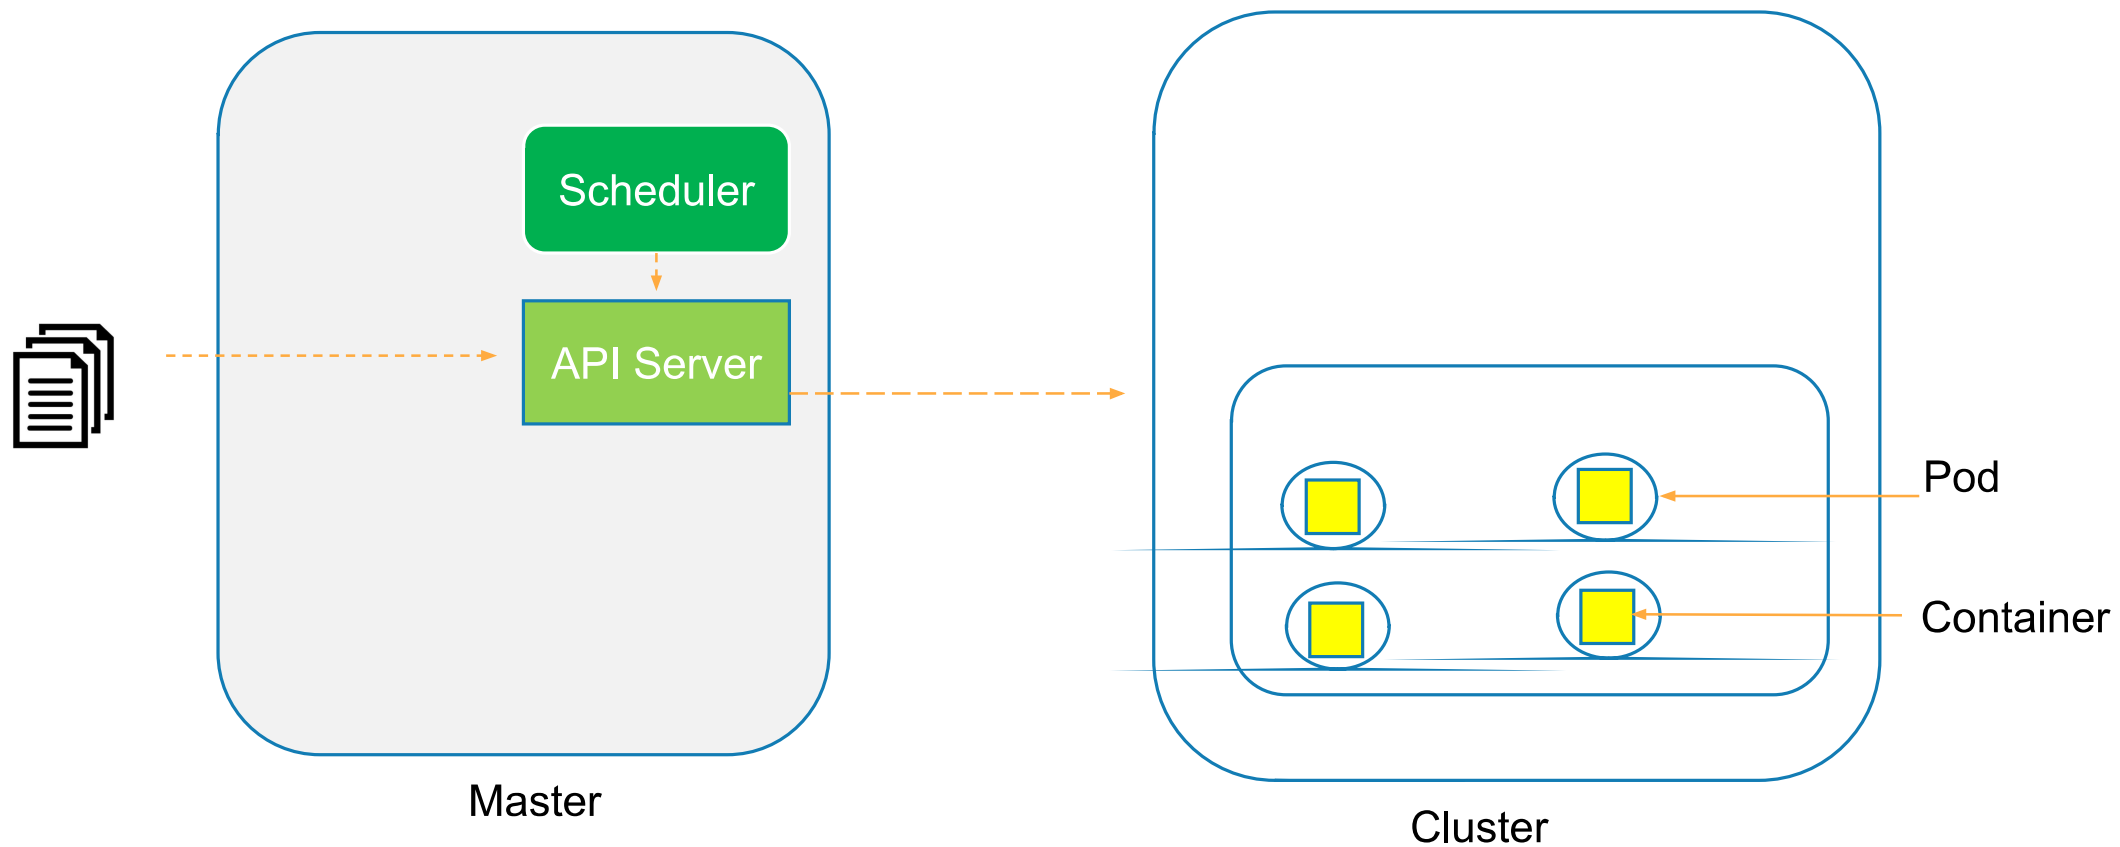 Scheduler
API Server
Pod
Container
Master
Cluster